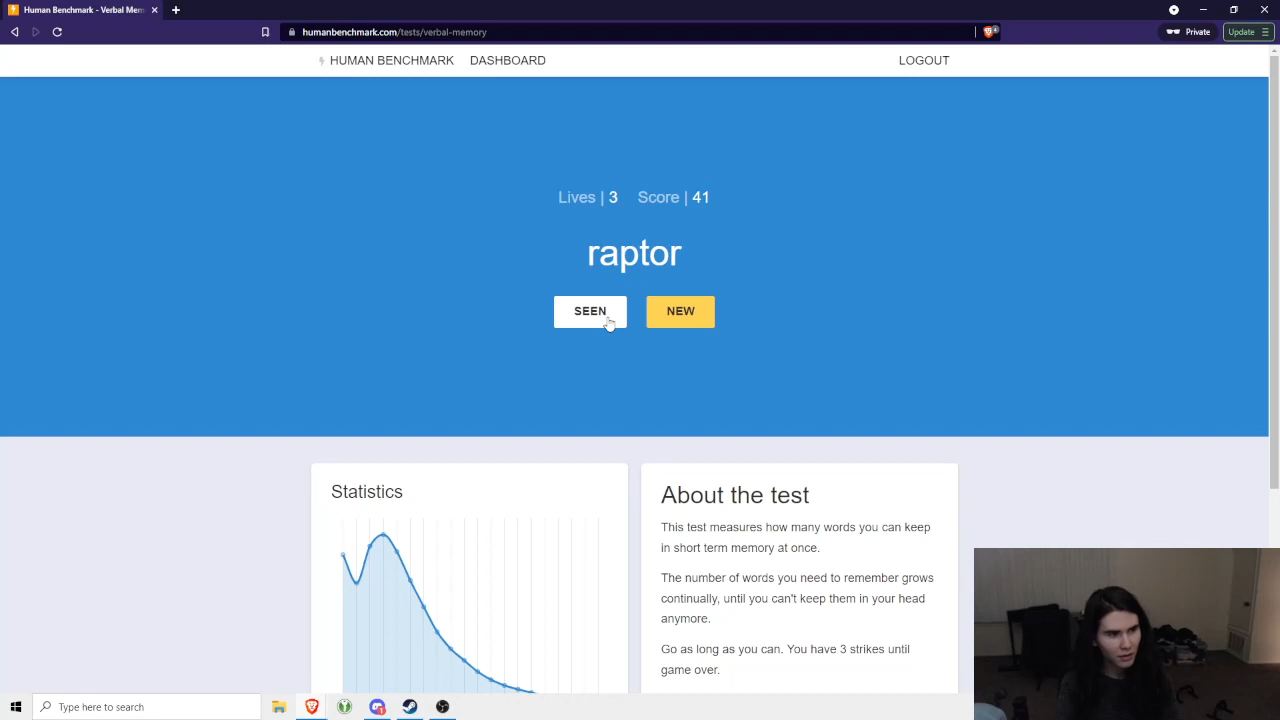 Human Benchmark - Verbal Mem
humanbenchmark.com/tests/verbal-memory
4
Private
Update
HUMAN BENCHMARK
DASHBOARD
LOGOUT
Lives | 3
Score | 41
raptor
SEEN
NEW
Statistics
About the test
This test measures how many words you can keep
in short term memory at once.
The number of words you need to remember grows
continually, until you can't keep them in your head
anymore.
Go as long as you can. You have 3 strikes until
game over.
Type here to search